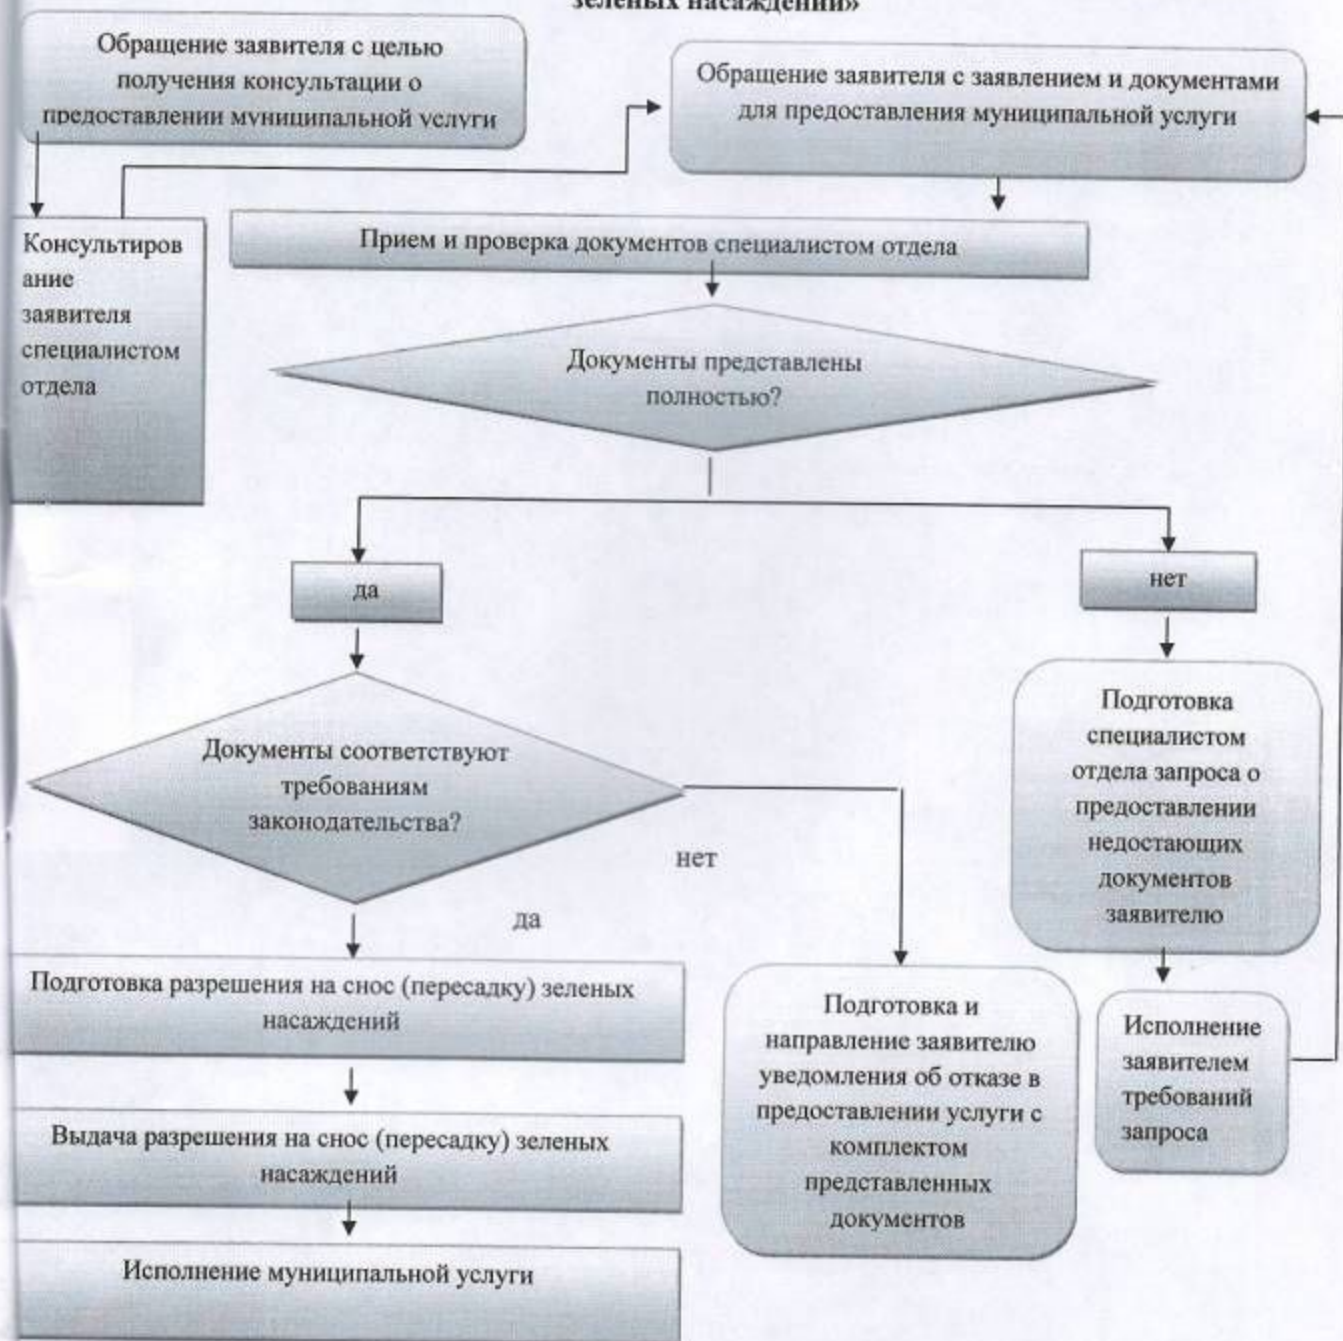 зеленых насаждений»
Обращение заявителя с целью
получения консультации о
предоставлении муниципальной услуги
Обращение заявителя с заявлением и документами
для предоставления муниципальной услуги
Консультиров
ание
заявителя
специалистом
отдела
Прием и проверка документов специалистом отдела
Документы представлены
полностью?
да
нет
Документы соответствуют
требованиям
законодательства?
нет
да
Подготовка
специалистом
отдела запроса о
предоставлении
недостающих
документов
заявителю
Подготовка разрешения на снос (пересадку) зеленых
насаждений
Подготовка и
направление заявителю
уведомления об отказе в
предоставлении услуги с
комплектом
представленных
документов
Исполнение
заявителем
требований
запроса
Выдача разрешения на снос (пересадку) зеленых
насаждений
Исполнение муниципальной услуги